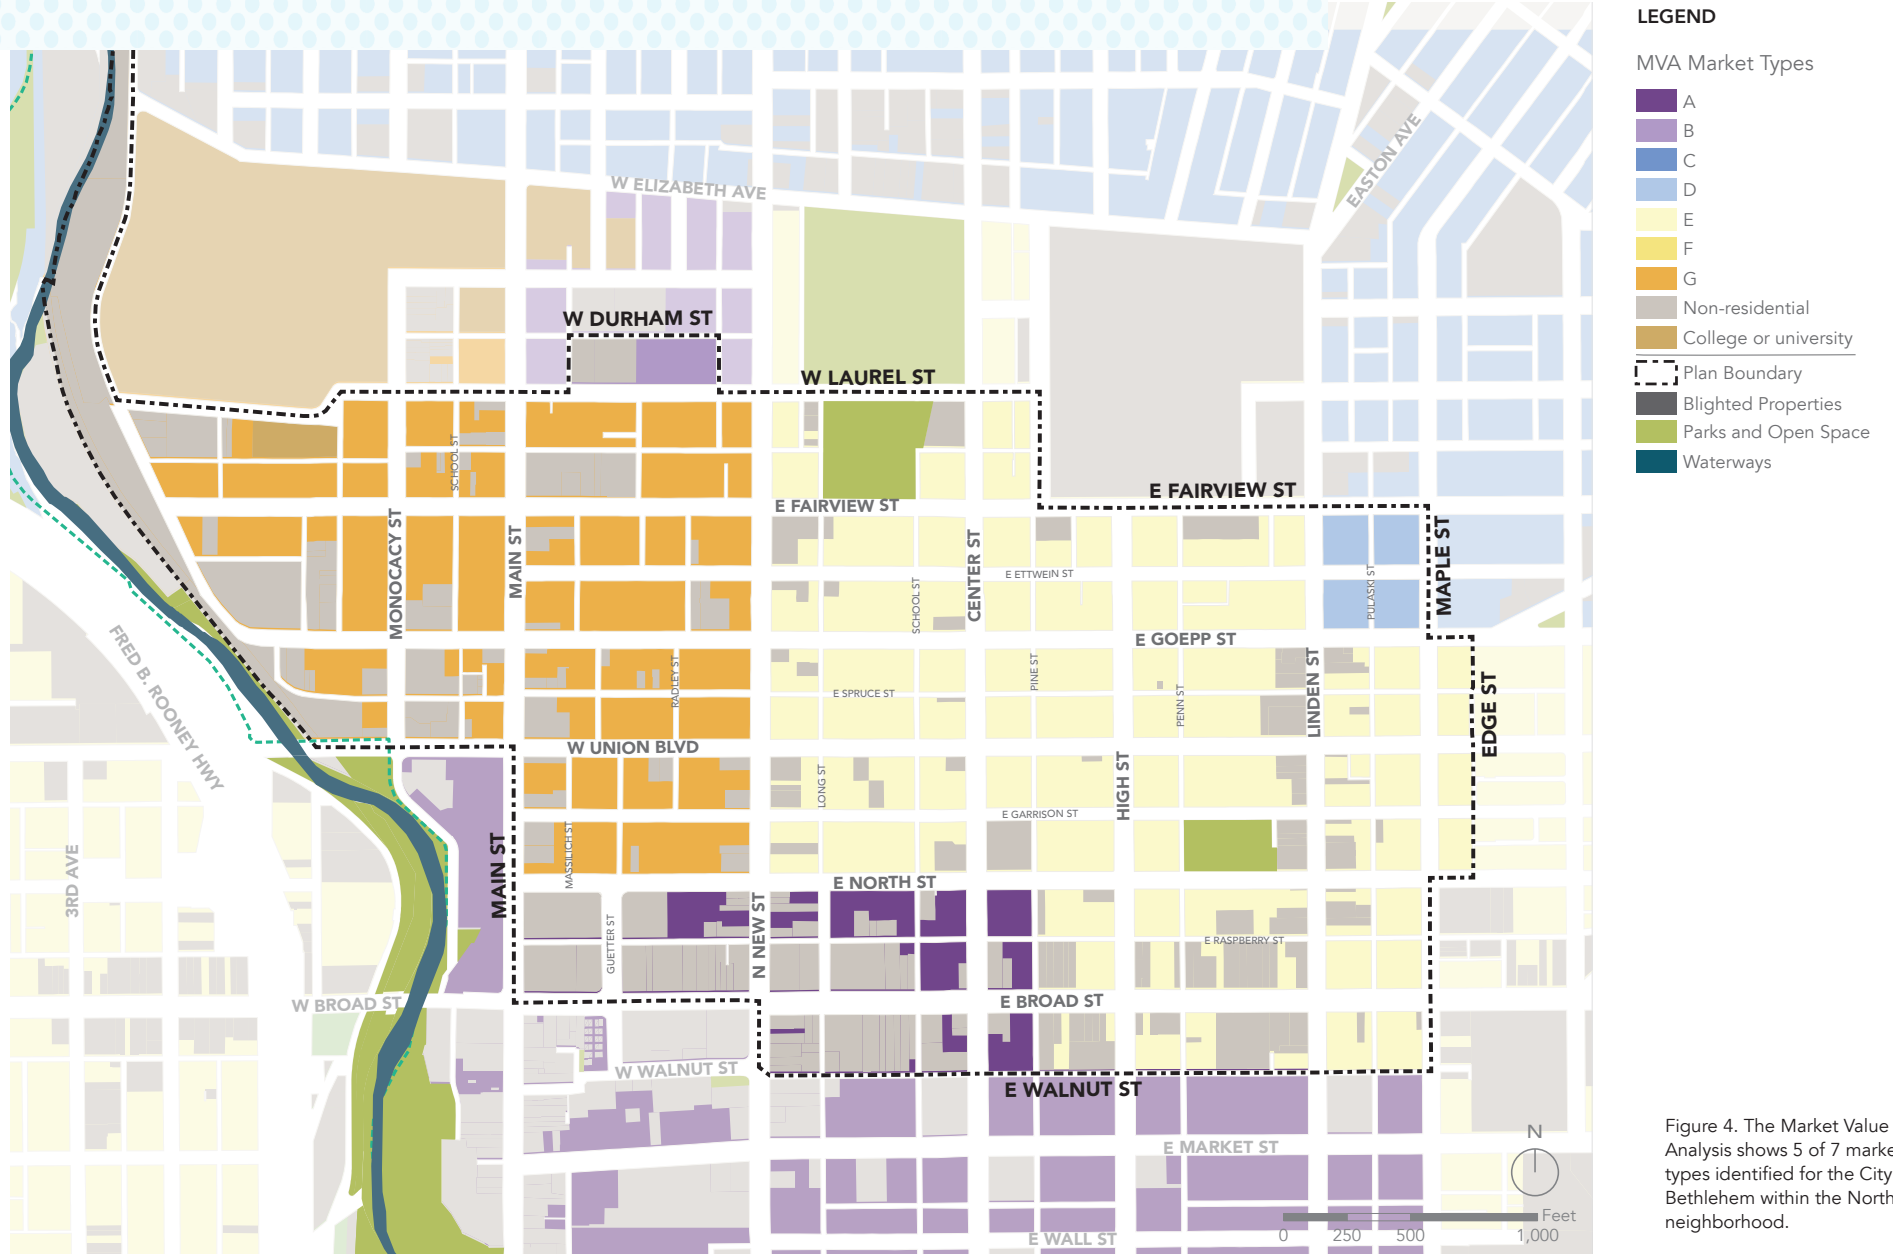 LEGEND
MVA Market Types
A
B
C
D
E
F
G
Non-residential
College or university
Plan Boundary
Blighted Properties
Parks and Open Space
Waterways
EASTON AVE
W ELIZABETH AVE
W DURHAM ST
W LAUREL ST
SCHOOL ST
E FAIRVIEW ST
E FAIRVIEW ST
MONOCACY ST
MAIN ST
CENTER ST
MAPLE ST
E ETTWEIN ST
PULASKI ST
SCHOOL ST
E GOEPP ST
FRED B. ROONEY HWY
RADLEY ST
PINE ST
LINDEN ST
E SPRUCE ST
PENN ST
EDGE ST
W UNION BLVD
LONG ST
HIGH ST
E GARRISON ST
MASSILICH ST
MAIN ST
3RD AVE
E NORTH ST
N NEW ST
GUETTER ST
E RASPBERRY ST
W BROAD ST
E BROAD ST
W WALNUT ST
E WALNUT ST
E MARKET ST
E WALL ST
N
Feet
0 250 500 1,000
Figure 4. The Market Value
Analysis shows 5 of 7 marke
types identified for the City
Bethlehem within the North
neighborhood.